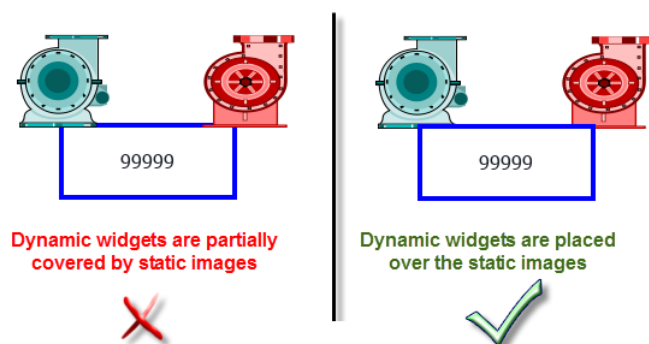 99999
Dynamic widgets are partially
covered by static images
99999
Dynamic widgets are placed
over the static images